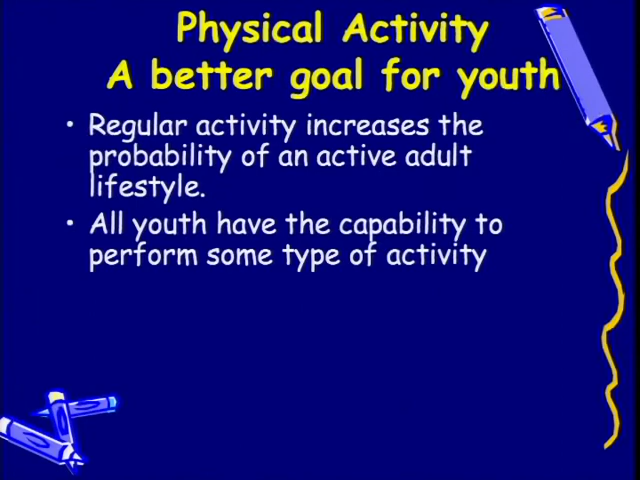 Physical Activity
A better goal for youth
• Regular activity increases the
probability of an active adult
lifestyle.
• All youth have the capability to
perform some type of activity